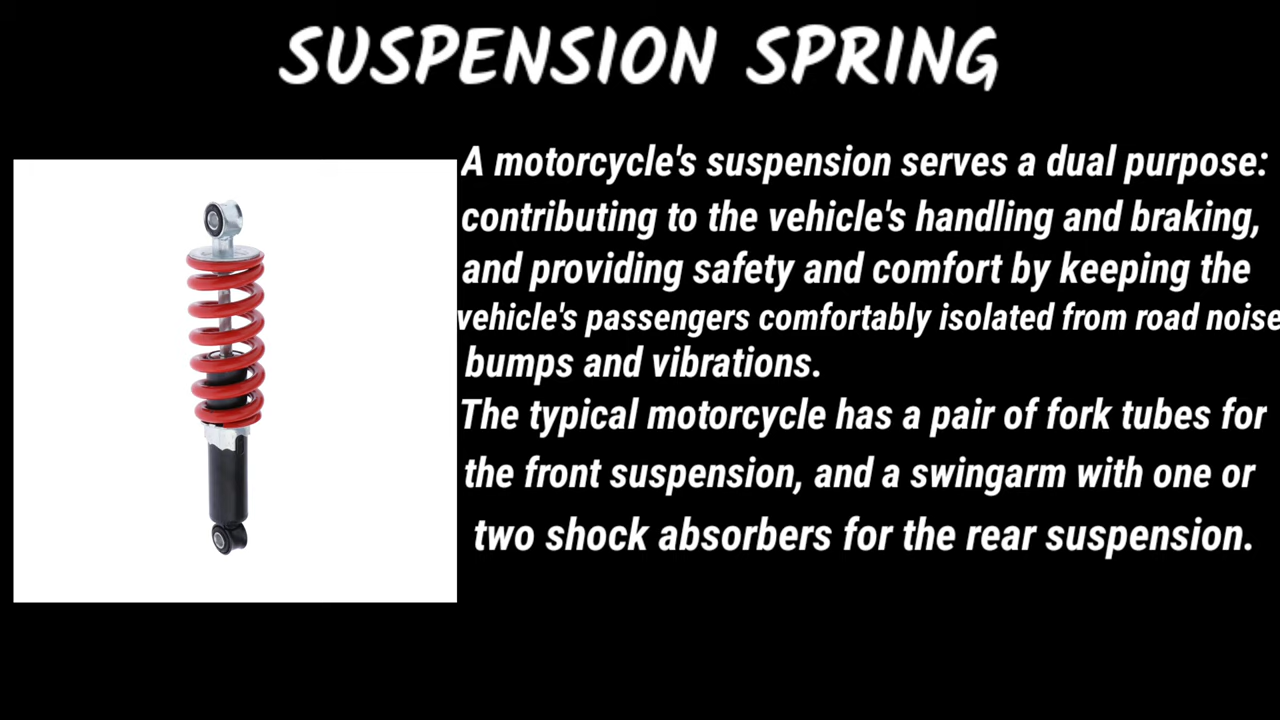 SUSPENSION SPRING
A motorcycle's suspension serves a dual purpose:
contributing to the vehicle's handling and braking,
and providing safety and comfort by keeping the
vehicle's passengers comfortably isolated from road noise
bumps and vibrations.
The typical motorcycle has a pair of fork tubes for
the front suspension, and a swingarm with one or
two shock absorbers for the rear suspension.